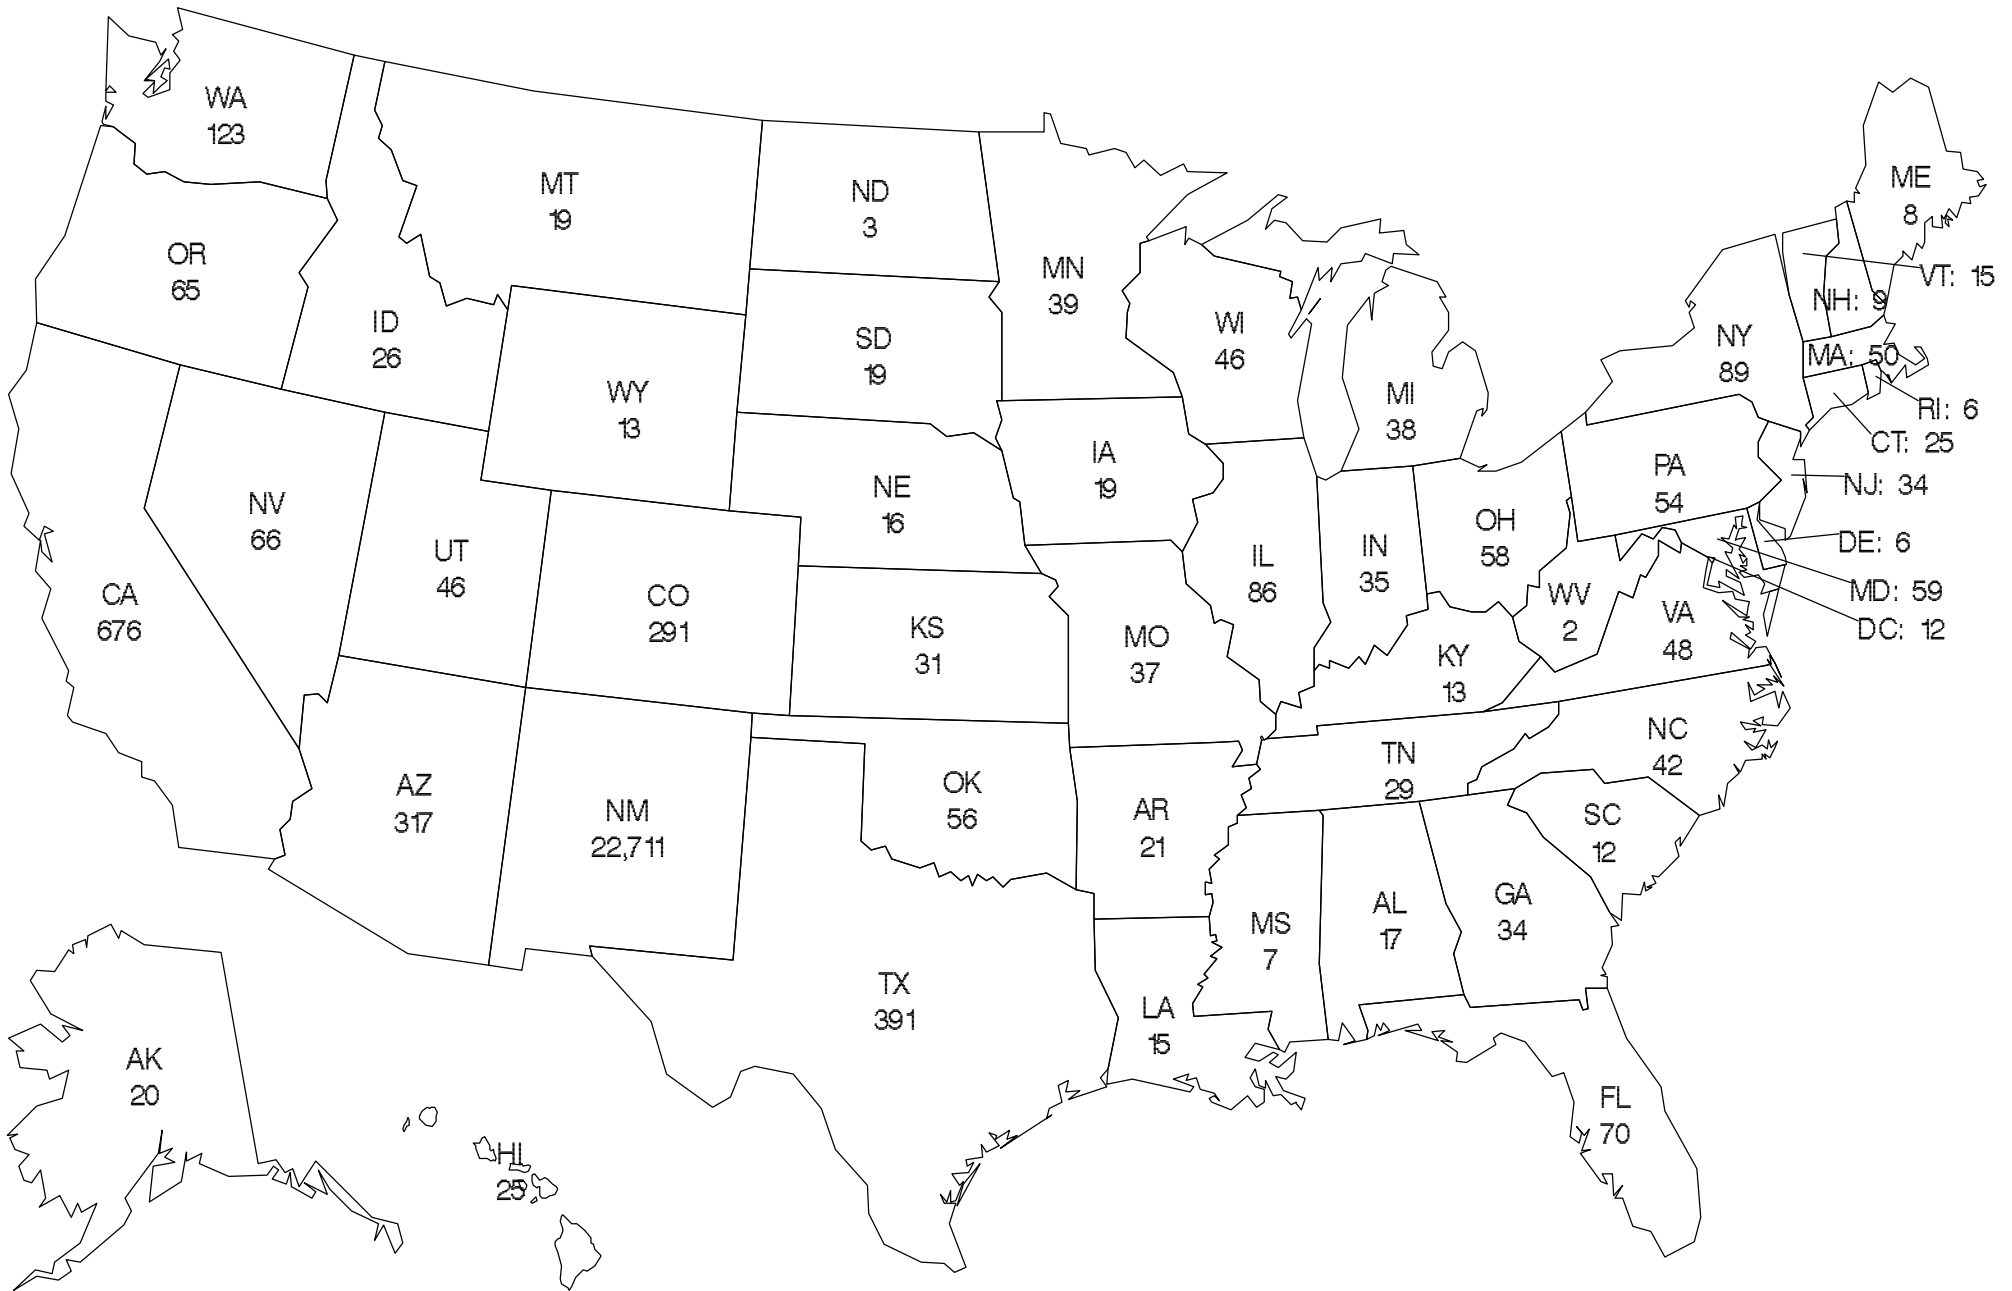 WA
123
MT
19
ND
3
MN
39
ME
8
OR
65
ID
26
WY
13
SD
19
WI
46
MI
38
NY
89
VT: 15
NH: 9
MA: 50
RI: 6
CT: 25
NJ: 34
DE: 6
MD: 59
DC: 12
CA
676
NV
66
UT
46
CO
291
NE
16
KS
31
IA
19
MO
37
IL
86
IN
35
OH
58
PA
54
WV
2
VA
48
KY
13
AZ
317
NM
22,711
OK
56
AR
21
TN
29
NC
42
SC
12
MS
7
AL
17
GA
34
TX
391
LA
15
FL
70
AK
20
HI
25